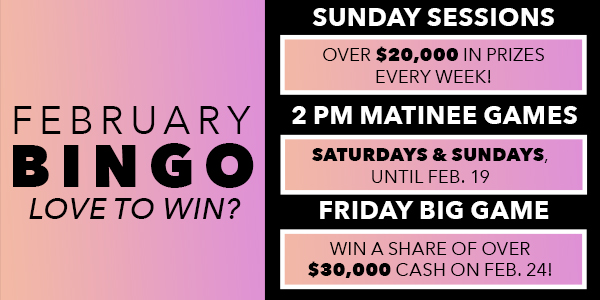 FEBRUARY
BINGO
LOVE TO WIN?
SUNDAY SESSIONS
OVER $20,000 IN PRIZES
EVERY WEEK!
2 PM MATINEE GAMES
SATURDAYS & SUNDAYS,
UNTIL FEB. 19
FRIDAY BIG GAME
WIN A SHARE OF OVER
$30,000 CASH ON FEB. 24!